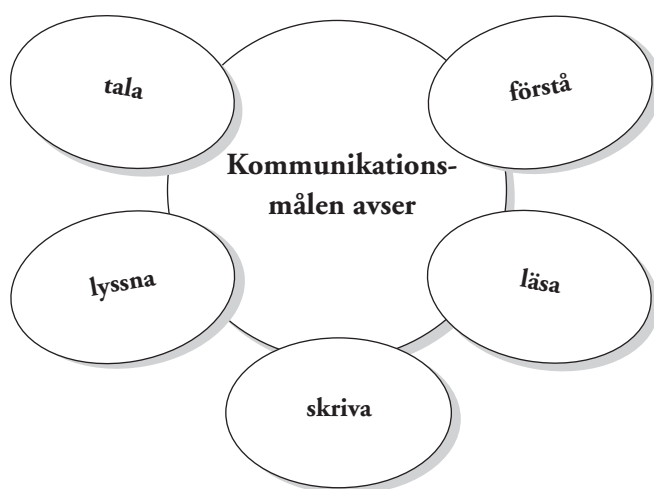 tala
förstå
Kommunikations-
målen avser
lyssna
läsa
skriva